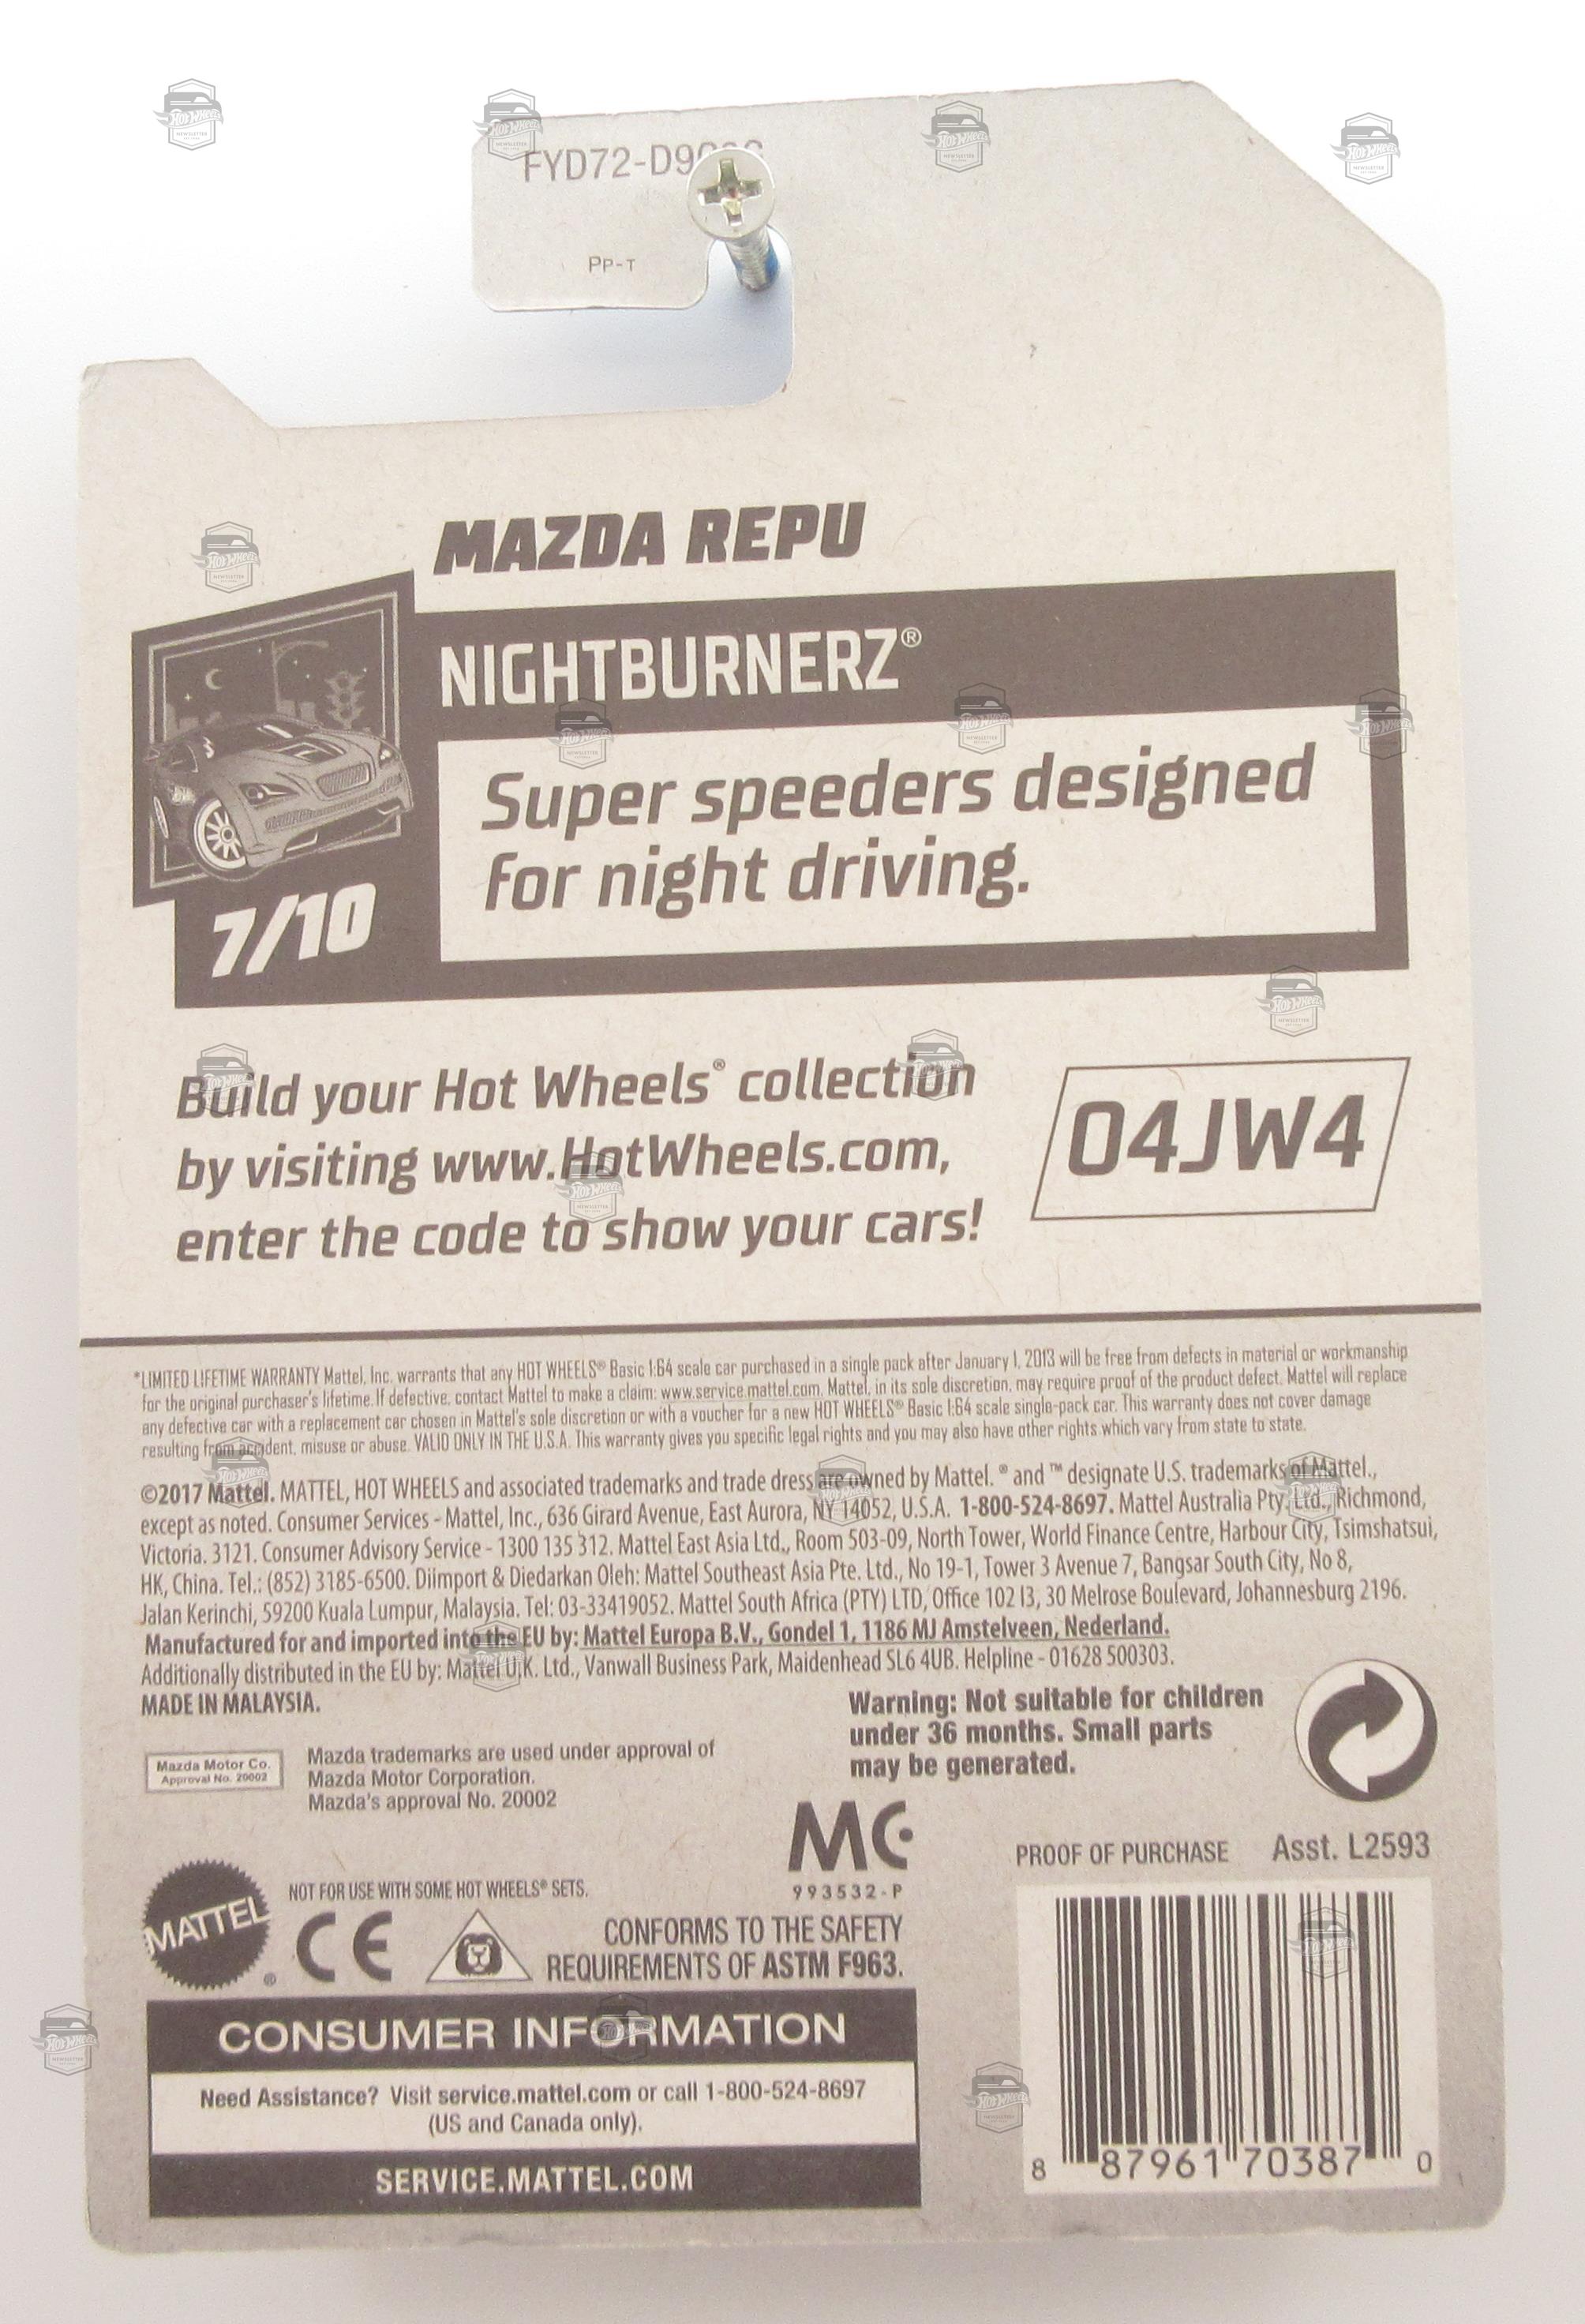 FYD72-D9
Pp-T
MAZDA REPU
NIGHTBURNERZ®
Super speeders designed
for night driving.
7/10
Build your Hot Wheels® collection
by visiting www.HotWheels.com,
enter the code to show your cars!
04JW4
*LIMITED LIFETIME WARRANTY Mattel, Inc. warrants that any HOT WHEELS® Basic 1:64 scale car purchased in a single pack after January 1, 2013 will be free from defects in material or workmanship
for the original purchaser's lifetime. If defective, contact Mattel to make a claim: www.service.mattel.com. Mattel, in its sole discretion, may require proof of the product defect. Mattel will replace
any defective car with a replacement car chosen in Mattel's sole discretion or with a voucher for a new HOT WHEELS® Basic 1:64 scale single-pack car. This warranty does not cover damage
resulting from accident, misuse or abuse. VALID ONLY IN THE U.S.A. This warranty gives you specific legal rights and you may also have other rights which vary from state to state.
©2017 Mattel. MATTEL, HOT WHEELS and associated trademarks and trade dress are owned by Mattel. ® and ™ designate U.S. trademarks of Mattel.,
except as noted. Consumer Services - Mattel, Inc., 636 Girard Avenue, East Aurora, NY 14052, U.S.A. 1-800-524-8697. Mattel Australia Pty. Ltd., Richmond,
Victoria. 3121. Consumer Advisory Service - 1300 135 312. Mattel East Asia Ltd., Room 503-09, North Tower, World Finance Centre, Harbour City, Tsimshatsui,
HK, China. Tel.: (852) 3185-6500. Diimport & Diedarkan Oleh: Mattel Southeast Asia Pte. Ltd., No 19-1, Tower 3 Avenue 7, Bangsar South City, No 8,
Jalan Kerinchi, 59200 Kuala Lumpur, Malaysia. Tel: 03-33419052. Mattel South Africa (PTY) LTD, Office 102 I3, 30 Melrose Boulevard, Johannesburg 2196.
Manufactured for and imported into the EU by: Mattel Europa B.V., Gondel 1, 1186 MJ Amstelveen, Nederland.
Additionally distributed in the EU by: Mattel U.K. Ltd., Vanwall Business Park, Maidenhead SL6 4UB. Helpline - 01628 500303.
MADE IN MALAYSIA.
Warning: Not suitable for children
under 36 months. Small parts
may be generated.
Mazda Motor Co.
Approval No. 20002
Mazda trademarks are used under approval of
Mazda Motor Corporation.
Mazda's approval No. 20002
MC
993532-P
PROOF OF PURCHASE Asst. L2593
MATTEL®
NOT FOR USE WITH SOME HOT WHEELS® SETS.
CE
CONFORMS TO THE SAFETY
REQUIREMENTS OF ASTM F963.
CONSUMER INFORMATION
Need Assistance? Visit service.mattel.com or call 1-800-524-8697
(US and Canada only).
SERVICE.MATTEL.COM
8 87961 70387 0